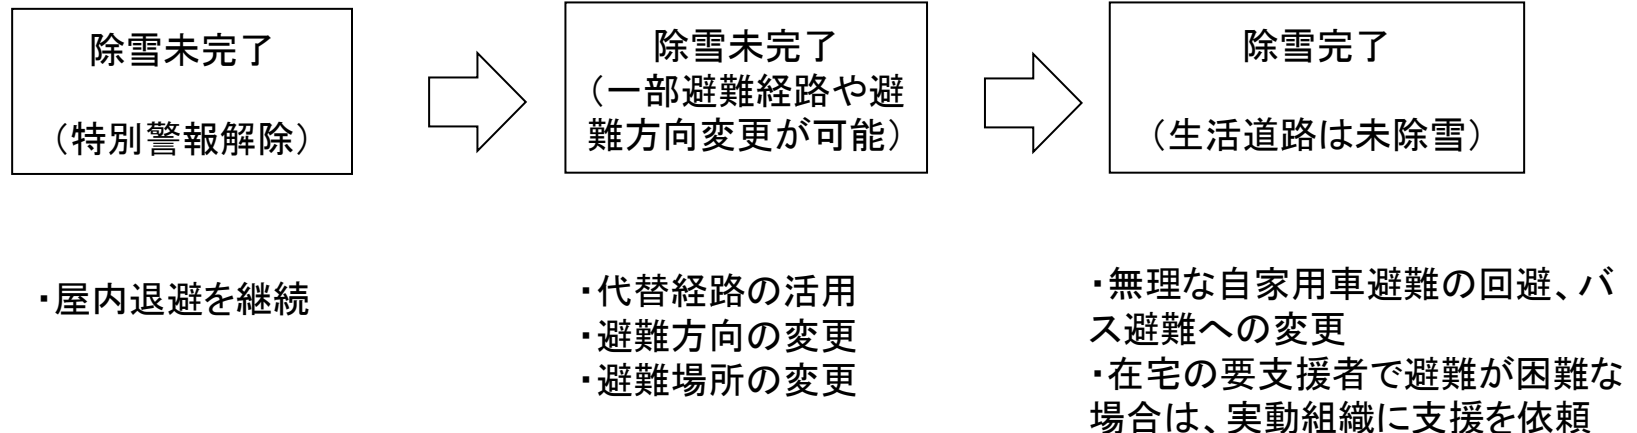 除雪未完了
（特別警報解除）
除雪未完了
（一部避難経路や避
難方向変更が可能）
除雪完了
（生活道路は未除雪）
・屋内退避を継続
・代替経路の活用
・避難方向の変更
・避難場所の変更
・無理な自家用車避難の回避、バ
ス避難への変更
・在宅の要支援者で避難が困難な
場合は、実動組織に支援を依頼